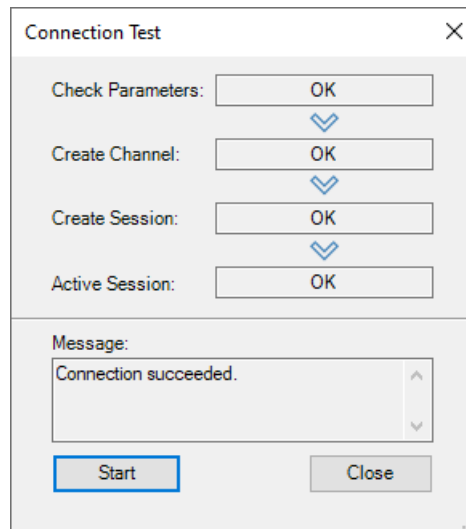 Connection Test
Check Parameters: OK
Create Channel: OK
Create Session: OK
Active Session: OK
Message:
Connection succeeded.
Start Close